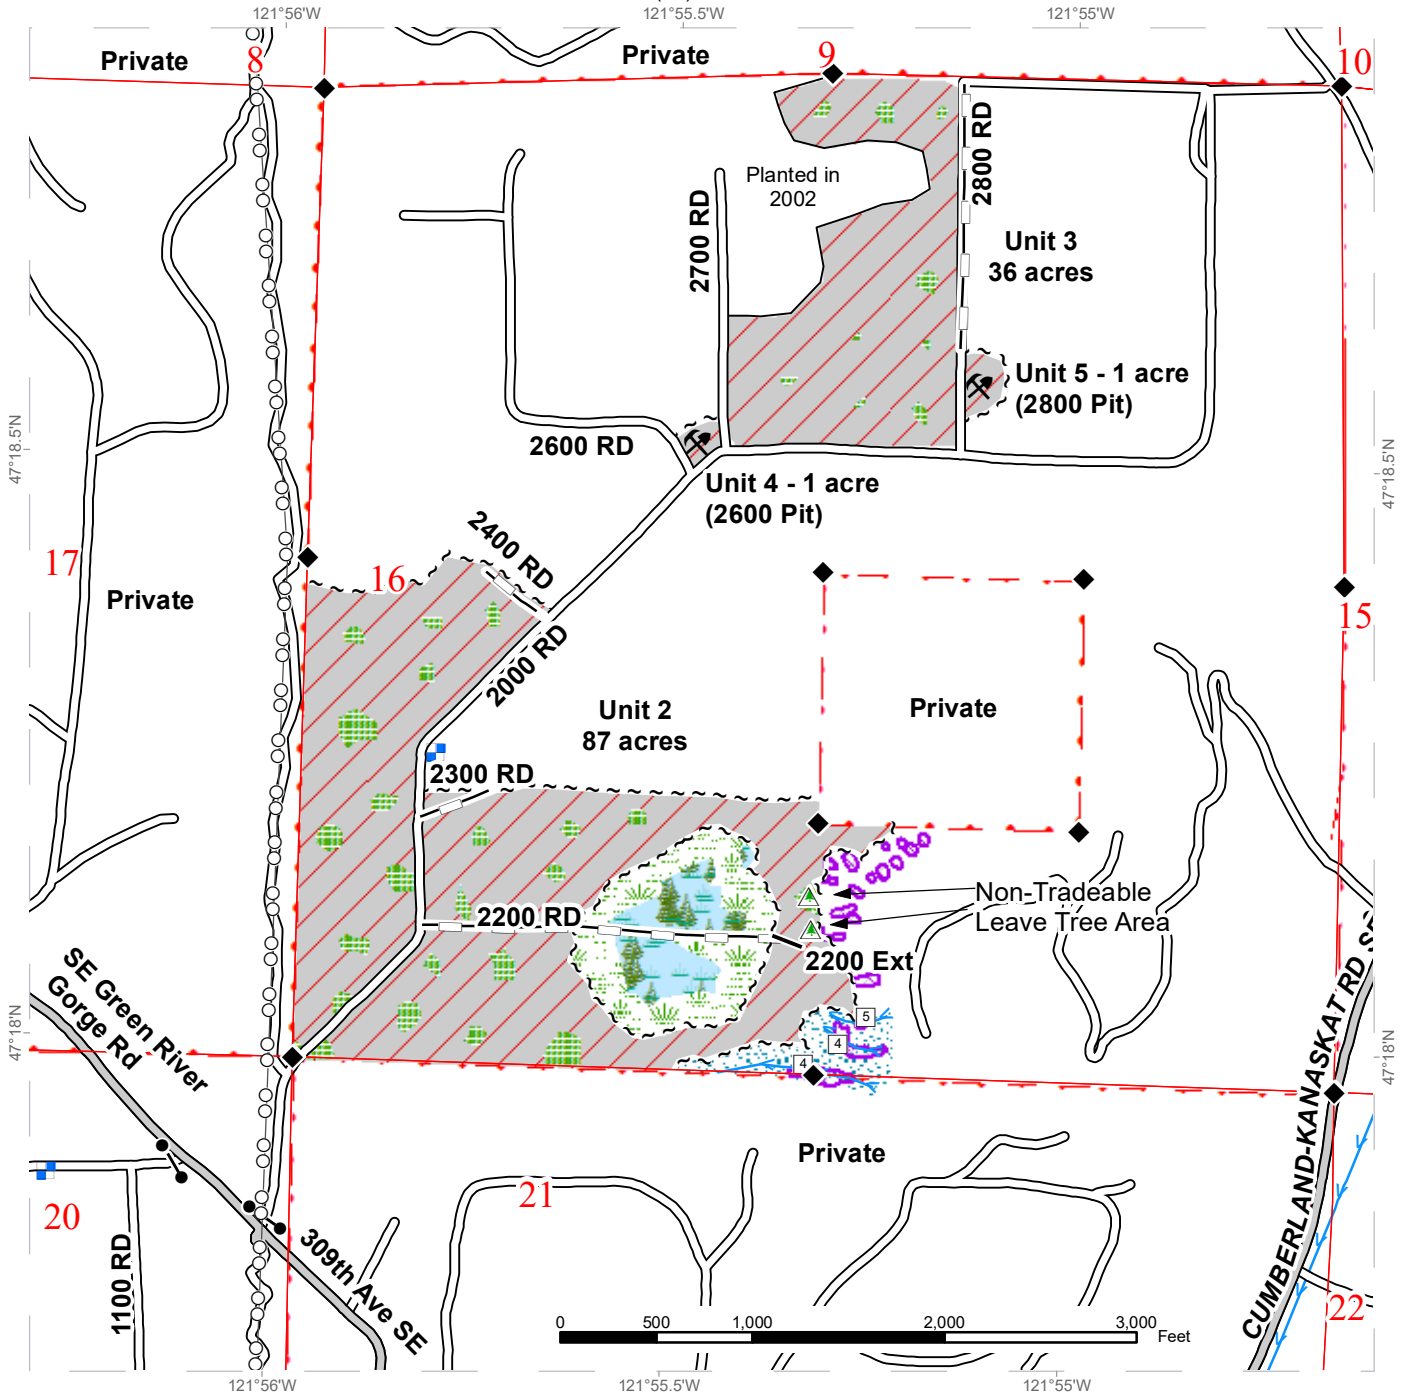 121°56'W
121°55.5'W
121°55'W
Private
8
Private
9
10
2800 RD
Planted in
2002
2700 RD
Unit 3
36 acres
Unit 5 - 1 acre
(2800 Pit)
47°18.5'N
47°18.5'N
2600 RD
Unit 4 - 1 acre
(2600 Pit)
2400 RD
17
16
Private
15
2000 RD
Unit 2
87 acres
Private
2300 RD
Non-Tradeable
Leave Tree Area
2200 RD
2200 Ext
SE Green River
Gorge Rd
5
4
4
47°18'N
47°18'N
CUMBERLAND-KANASKAT RD SE
Private
20
21
1100 RD
309th Ave SE
22
0
500
1,000
2,000
3,000
Feet
121°56'W
121°55.5'W
121°55'W